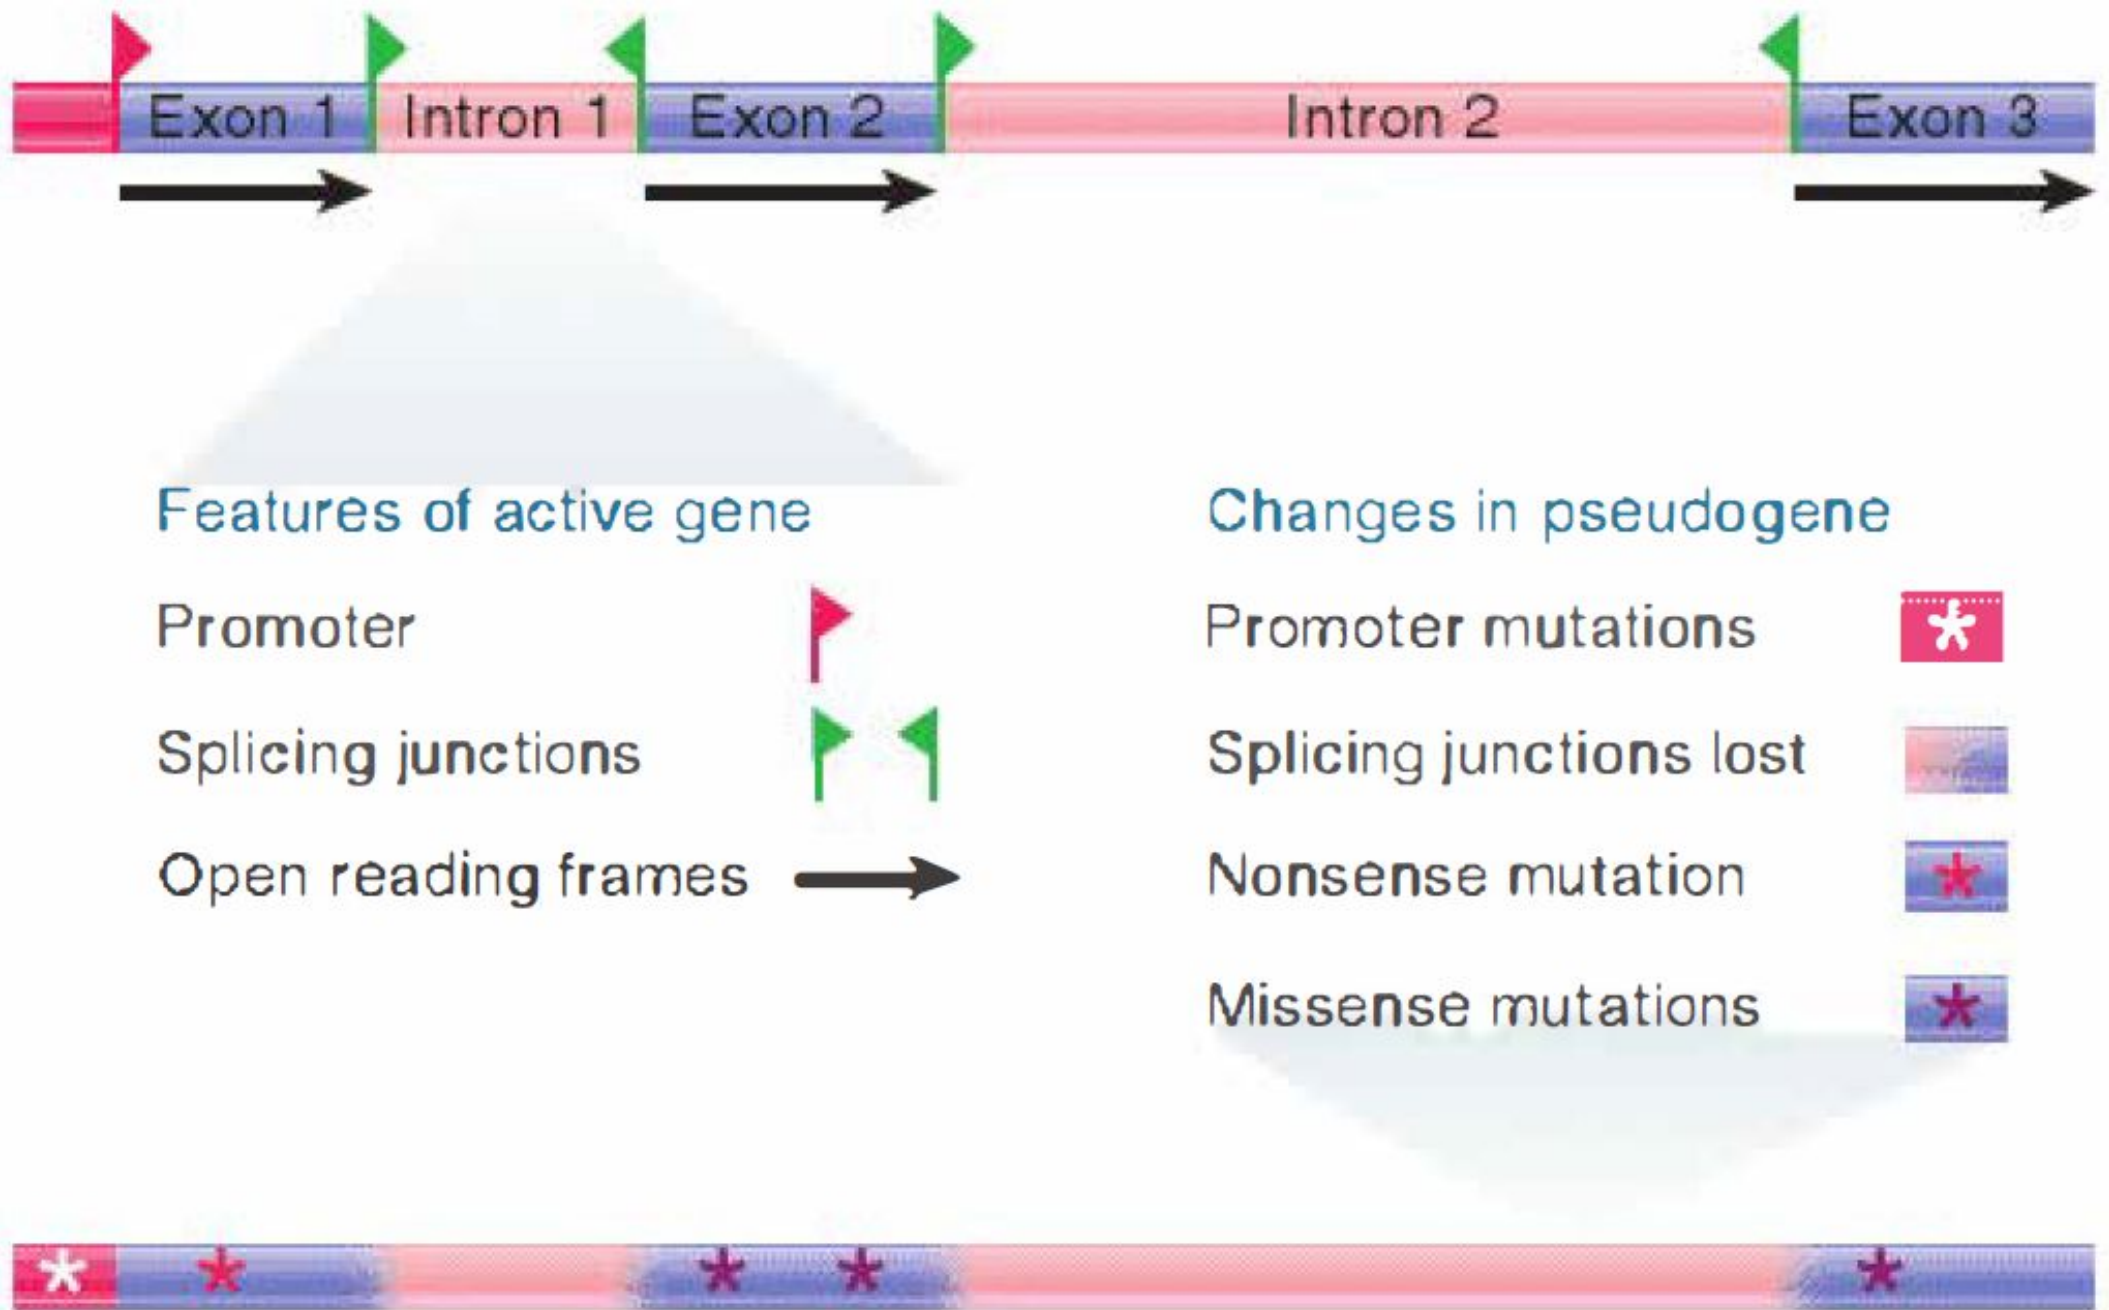 Exon 1 Intron 1 Exon 2 Intron 2 Exon 3
Features of active gene
Promoter
Splicing junctions
Open reading frames
Changes in pseudogene
Promoter mutations
Splicing junctions lost
Nonsense mutation
Missense mutations